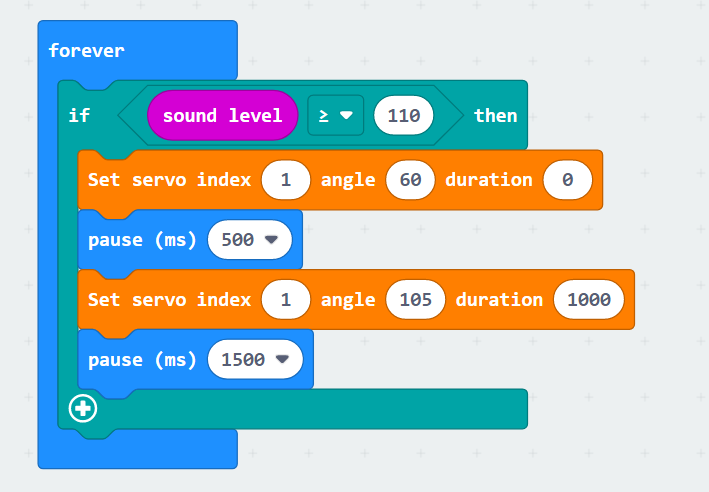 forever
if sound level ≥ 110 then
Set servo index 1 angle 60 duration 0
pause (ms) 500
Set servo index 1 angle 105 duration 1000
pause (ms) 1500